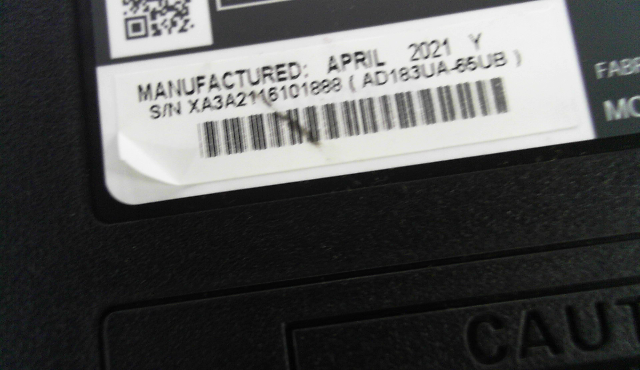 MANUFACTURED: APRIL 2021 Y
S/N XA3A2116101888 ( AD183UA-65UB )
FABR
MO
CAUT